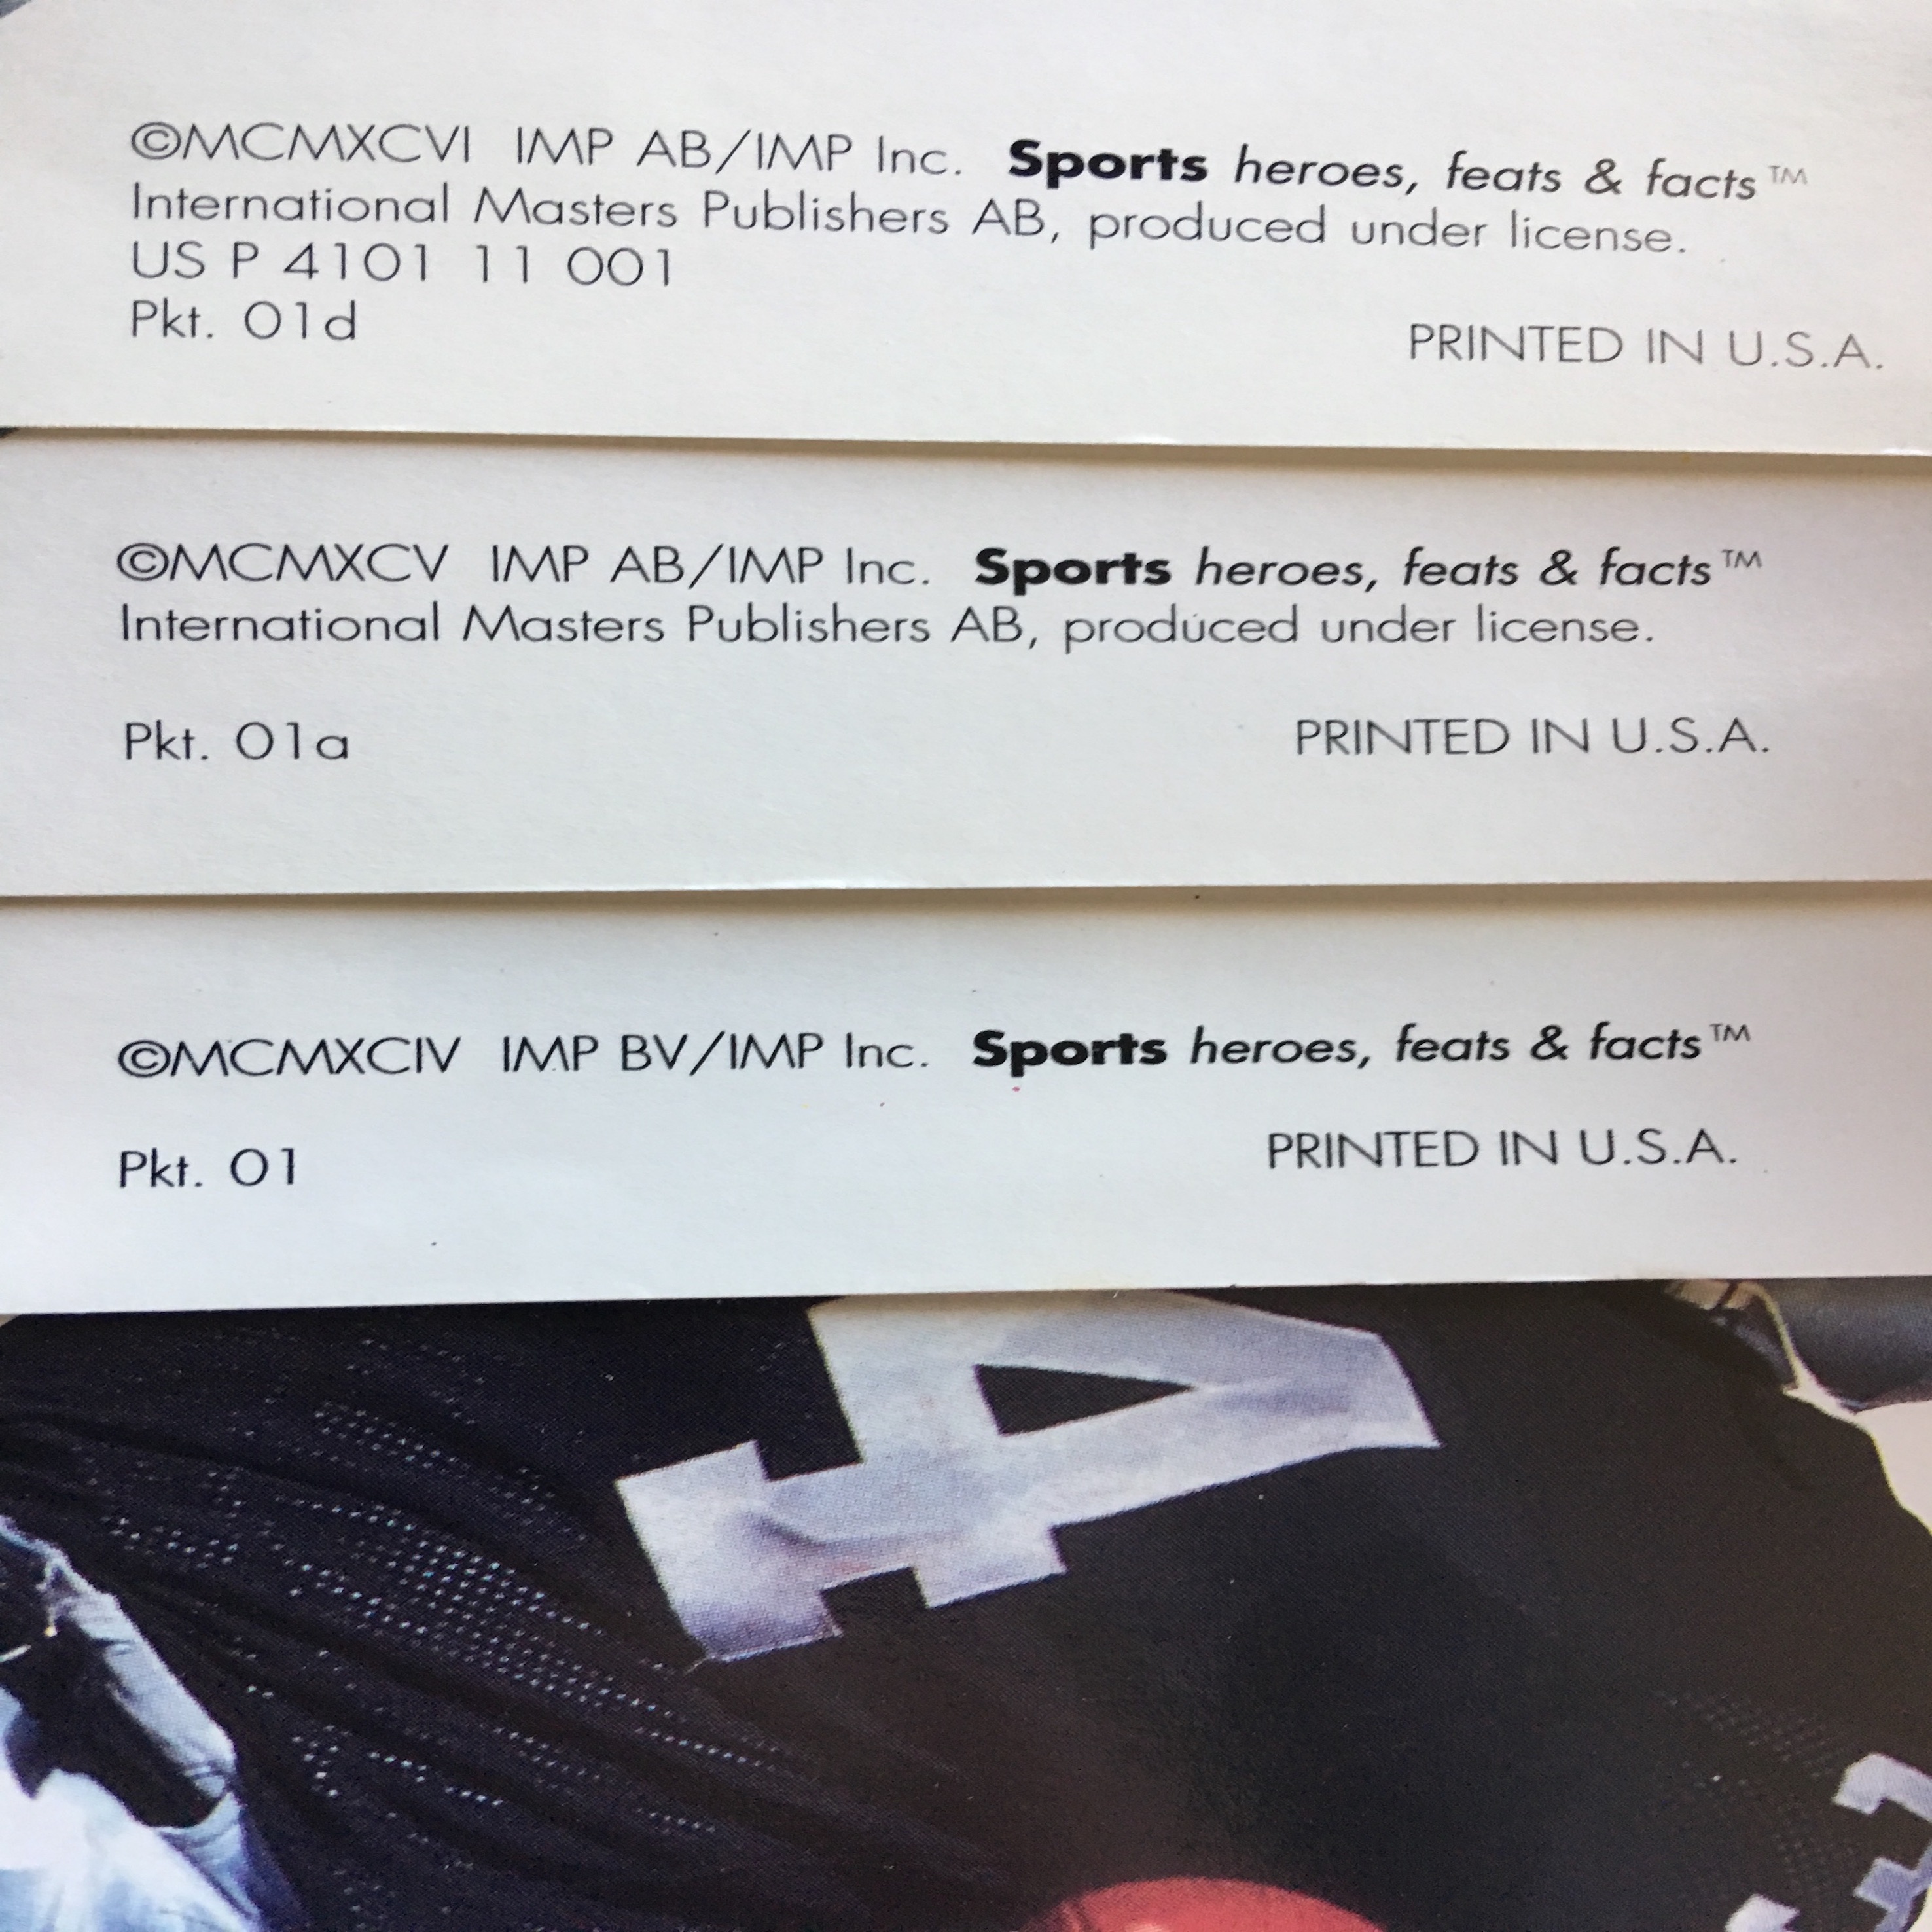 ©MCMXCVI IMP AB/IMP Inc. Sports heroes, feats & facts™
International Masters Publishers AB, produced under license.
US P 4101 11 001
Pkt. 01d
PRINTED IN U.S.A.
©MCMXCV IMP AB/IMP Inc. Sports heroes, feats & facts™
International Masters Publishers AB, produced under license.
Pkt. 01a
PRINTED IN U.S.A.
©MCMXCIV IMP BV/IMP Inc. Sports heroes, feats & facts™
Pkt. 01
PRINTED IN U.S.A.
4